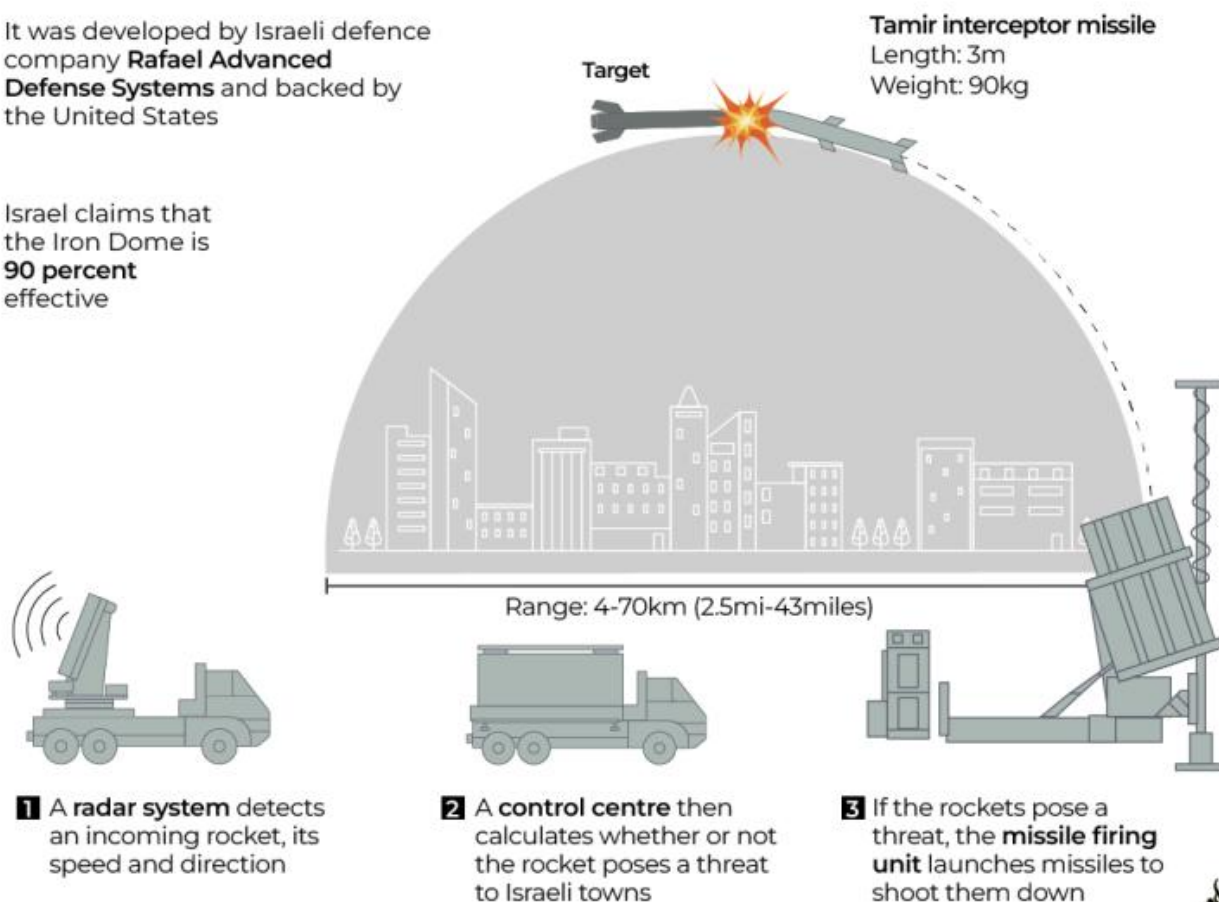 It was developed by Israeli defence
company Rafael Advanced
Defense Systems and backed by
the United States
Israel claims that
the Iron Dome is
90 percent
effective
Target
Tamir interceptor missile
Length: 3m
Weight: 90kg
Range: 4-70km (2.5mi-43miles)
1 A radar system detects
an incoming rocket, its
speed and direction
2 A control centre then
calculates whether or not
the rocket poses a threat
to Israeli towns
3 If the rockets pose a
threat, the missile firing
unit launches missiles to
shoot them down